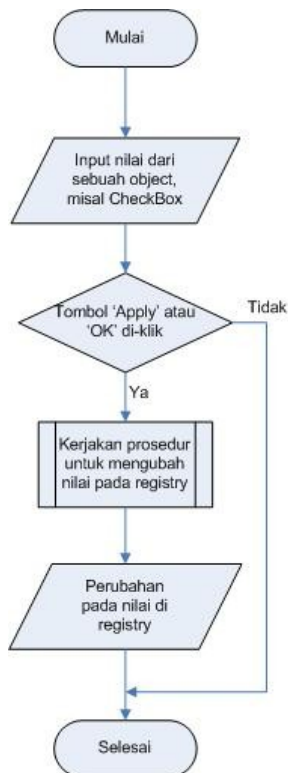 Mulai
Input nilai dari
sebuah object,
misal CheckBox
Tombol 'Apply' atau
'OK' di-klik
Tidak
Ya
Kerjakan prosedur
untuk mengubah
nilai pada registry
Perubahan
pada nilai di
registry
Selesai